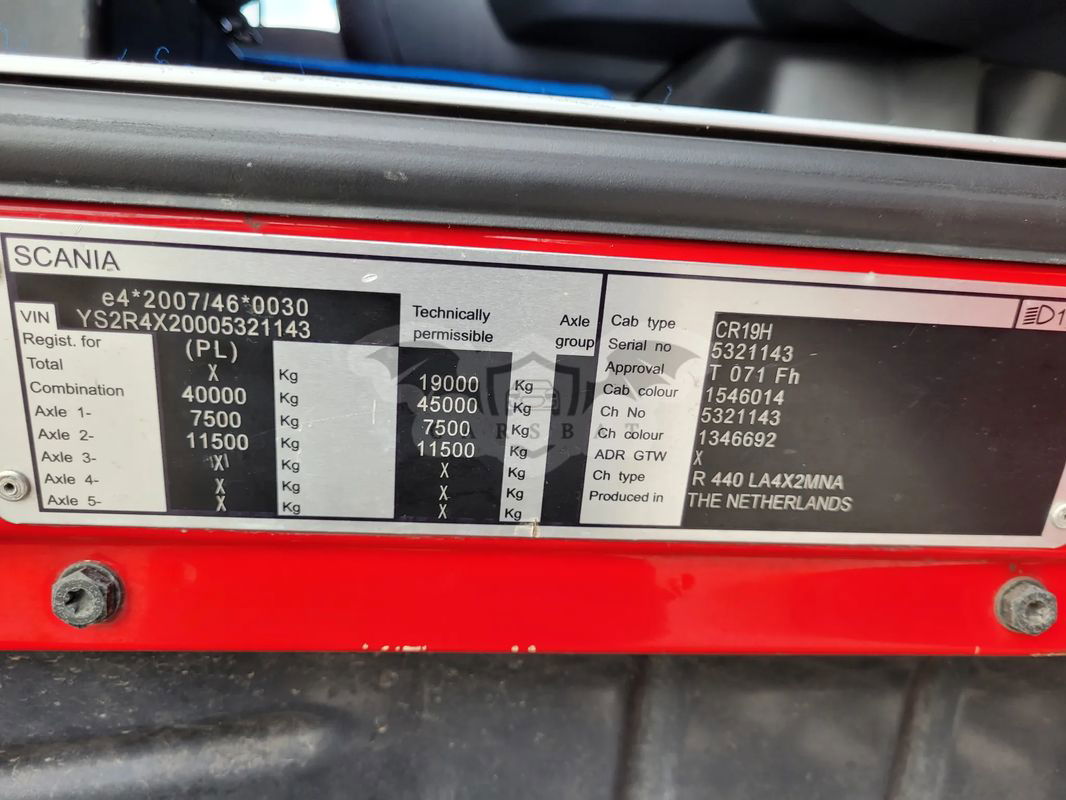 SCANIA
e4*2007/46*0030
VIN YS2R4X20005321143
Regist. for (PL)
Total X Kg
Combination 40000 Kg
Axle 1- 7500 Kg
Axle 2- 11500 Kg
Axle 3- X Kg
Axle 4- X Kg
Axle 5- X Kg
Technically
permissible
Axle
group
19000 Kg
45000 Kg
7500 Kg
11500 Kg
X Kg
X Kg
X Kg
Cab type CR19H
Serial no 5321143
Approval T 071 Fh
Cab colour 1546014
Ch No 5321143
Ch colour 1346692
ADR GTW X
Ch type R 440 LA4X2MNA
Produced in THE NETHERLANDS
CARSBAT